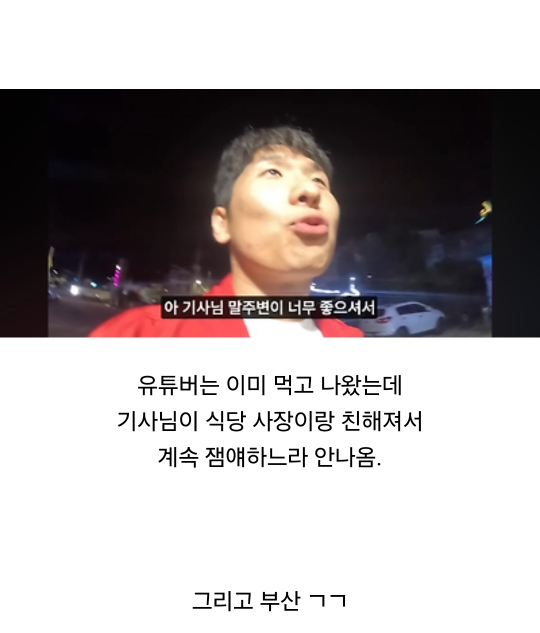 아 기사님 말주변이 너무 좋으셔서
유튜버는 이미 먹고 나왔는데
기사님이 식당 사장이랑 친해져서
계속 잼얘하느라 안나옴.
그리고 부산 ㄱㄱ